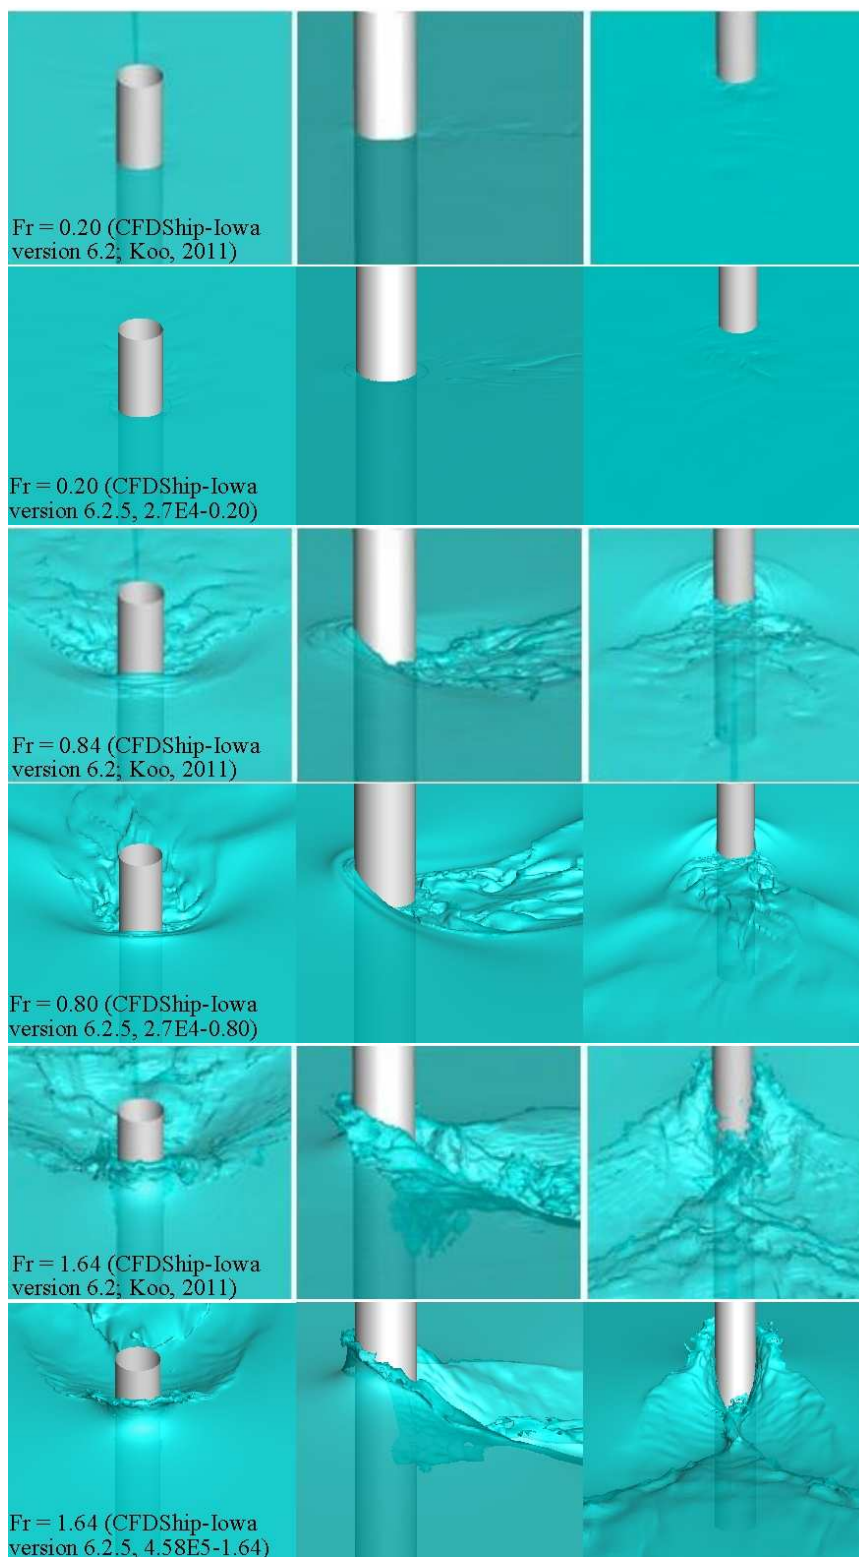 Fr = 0.20 (CFDShip-Iowa
version 6.2; Koo, 2011)
Fr = 0.20 (CFDShip-Iowa
version 6.2.5, 2.7E4-0.20)
Fr = 0.84 (CFDShip-Iowa
version 6.2; Koo, 2011)
Fr = 0.80 (CFDShip-Iowa
version 6.2.5, 2.7E4-0.80)
Fr = 1.64 (CFDShip-Iowa
version 6.2; Koo, 2011)
Fr = 1.64 (CFDShip-Iowa
version 6.2.5, 4.58E5-1.64)